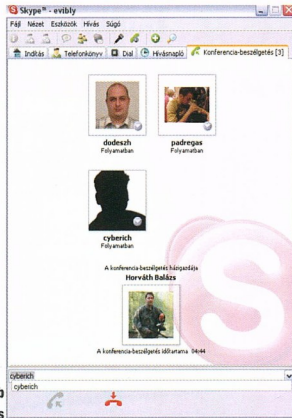 Skype™ - evibly
Fájl Nézet Eszközök Hívás Súgó
Indítás Telefonkönyv Dial Hívásnapló Konferencia-beszélgetés [3]
dodeszh padregas
Folyamatban Folyamatban
cyberich
Folyamatban
A konferencia-beszélgetés házigazdája
Horváth Balázs
A konferencia-beszélgetés időtartama 04:44
cyberich
cyberich